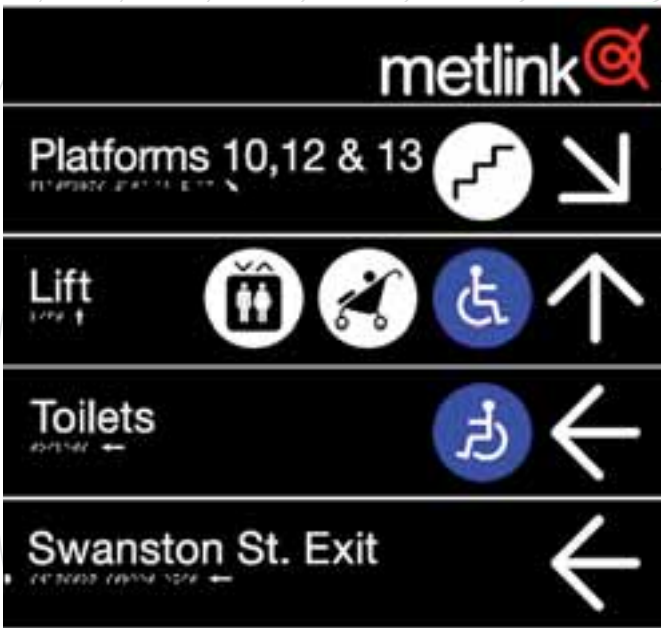 metlink
Platforms 10,12 & 13
Lift
Toilets
Swanston St. Exit